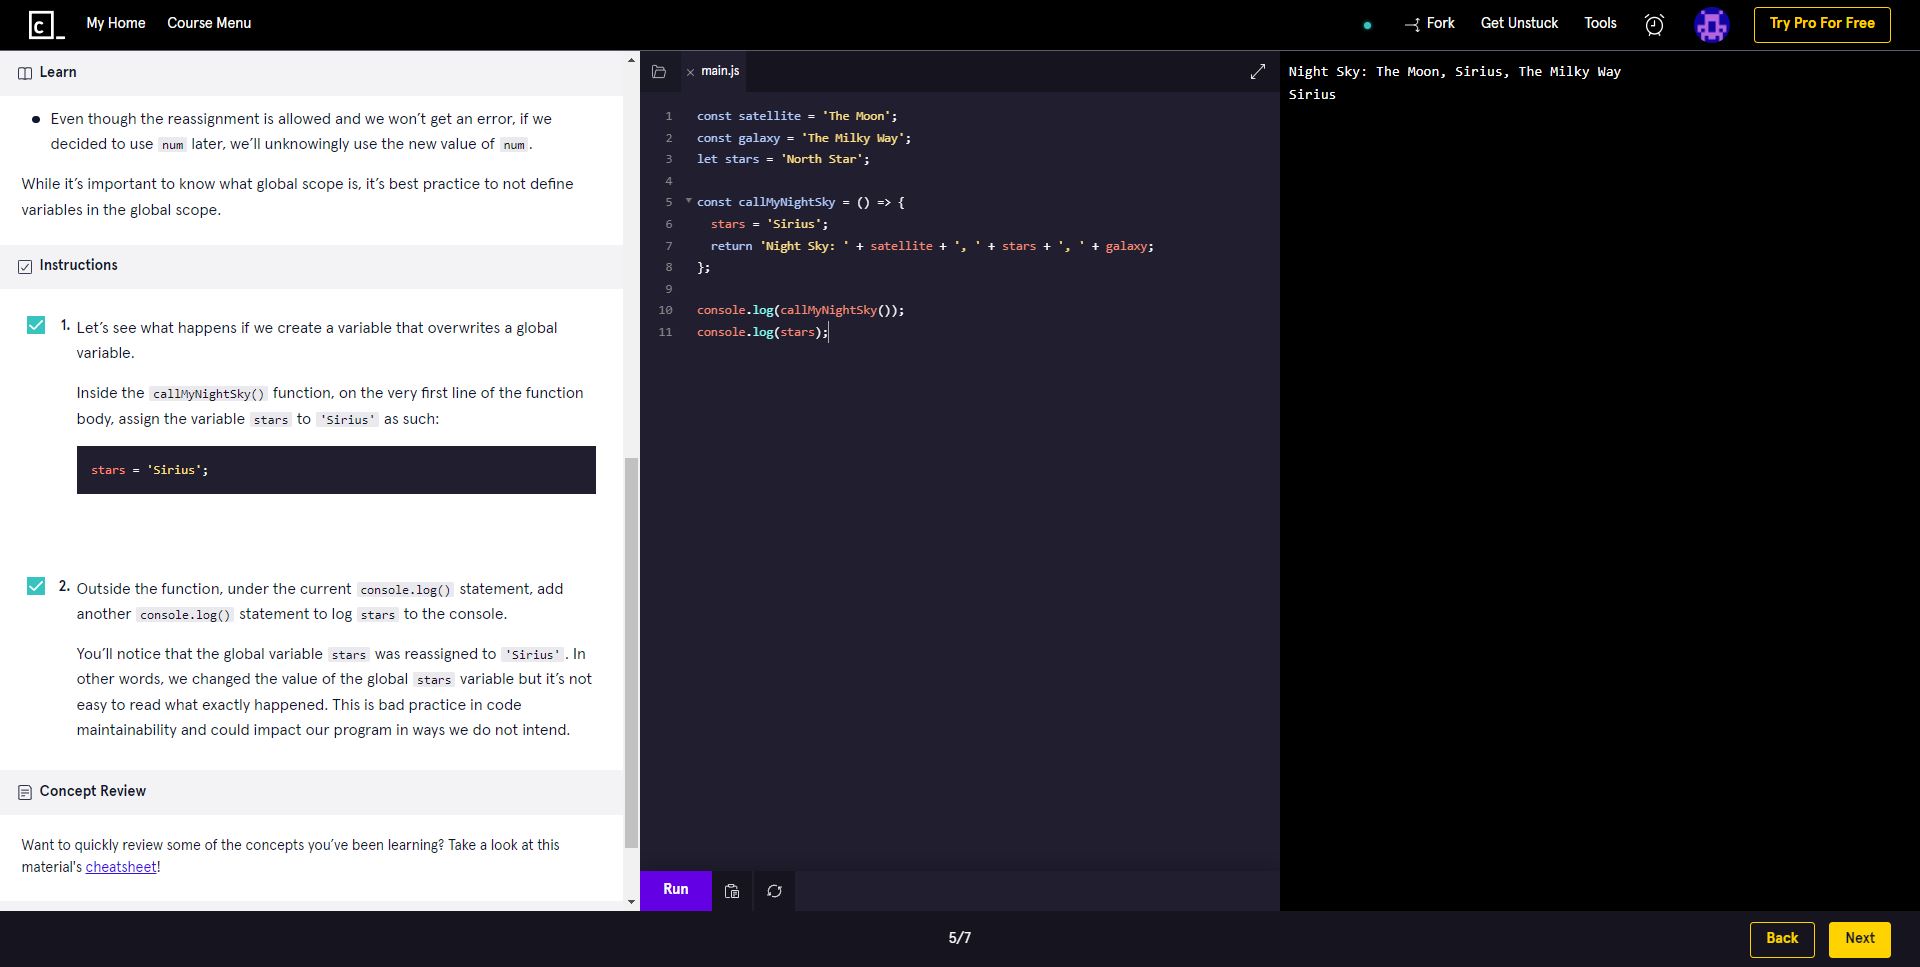 My Home
Course Menu
Fork
Get Unstuck
Tools
Try Pro For Free
Learn
Even though the reassignment is allowed and we won’t get an error, if we
decided to use num later, we’ll unknowingly use the new value of num.
While it’s important to know what global scope is, it’s best practice to not define
variables in the global scope.
Instructions
1. Let’s see what happens if we create a variable that overwrites a global
variable.
Inside the callMyNightSky() function, on the very first line of the function
body, assign the variable stars to 'Sirius' as such:
stars = 'Sirius';
2. Outside the function, under the current console.log() statement, add
another console.log() statement to log stars to the console.
You’ll notice that the global variable stars was reassigned to 'Sirius'. In
other words, we changed the value of the global stars variable but it’s not
easy to read what exactly happened. This is bad practice in code
maintainability and could impact our program in ways we do not intend.
Concept Review
Want to quickly review some of the concepts you’ve been learning? Take a look at this
material's cheatsheet!
main.js
1 const satellite = 'The Moon';
2 const galaxy = 'The Milky Way';
3 let stars = 'North Star';
4
5 const callMyNightSky = () => {
6 stars = 'Sirius';
7 return 'Night Sky: ' + satellite + ', ' + stars + ', ' + galaxy;
8 };
9
10 console.log(callMyNightSky());
11 console.log(stars);
Run
Night Sky: The Moon, Sirius, The Milky Way
Sirius
5/7
Back
Next